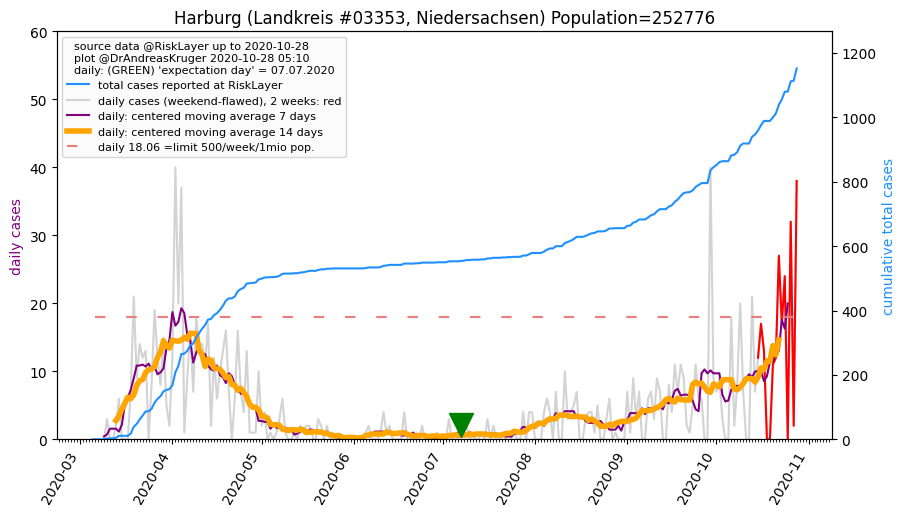 Harburg (Landkreis #03353, Niedersachsen) Population=252776
source data @RiskLayer up to 2020-10-28
plot @DrAndreasKruger 2020-10-28 05:10
daily: (GREEN) 'expectation day' = 07.07.2020
total cases reported at RiskLayer
daily cases (weekend-flawed), 2 weeks: red
daily: centered moving average 7 days
daily: centered moving average 14 days
daily 18.06 =limit 500/week/1mio pop.
daily cases
60
50
40
30
20
10
0
cumulative total cases
1200
1000
800
600
400
200
0
2020-03
2020-04
2020-05
2020-06
2020-07
2020-08
2020-09
2020-10
2020-11